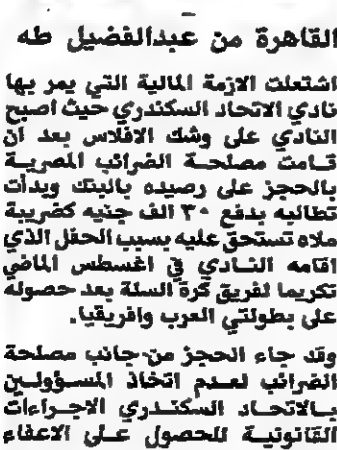 القاهرة من عبدالفضيل طه
اشتعلت الازمة المالية التي يمر بها
نادي الاتحاد السكندري حيث اصبح
النادي على وشك الافلاس بعد ان
قامت مصلحة الضرائب المصرية
بالحجز على رصيده بالبنك وبدأت
تطالبه بدفع ٣٠ الف جنيه كضريبة
ملاه تستحق عليه بسبب الحفل الذي
اقامه النادي في اغسطس الماضي
تكريما لفريق كرة السلة بعد حصوله
على بطولتي العرب وافريقيا.
وقد جاء الحجز من جانب مصلحة
الضرائب لعدم اتخاذ المسؤولين
بالاتحاد السكندري الاجراءات
القانونية للحصول على الاعفاء